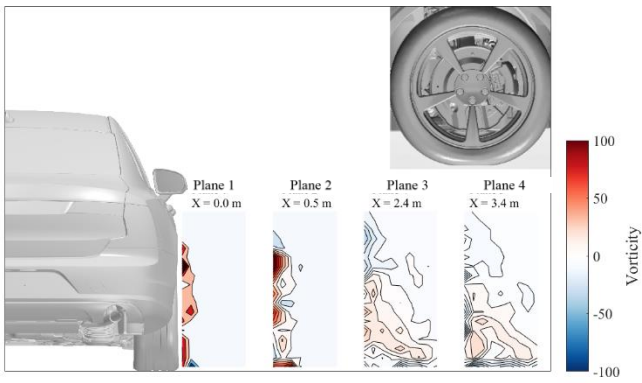 Plane 1
Plane 2
Plane 3
Plane 4
X = 0.0 m
X = 0.5 m
X = 2.4 m
X = 3.4 m
100
50
0
-50
-100
Vorticity